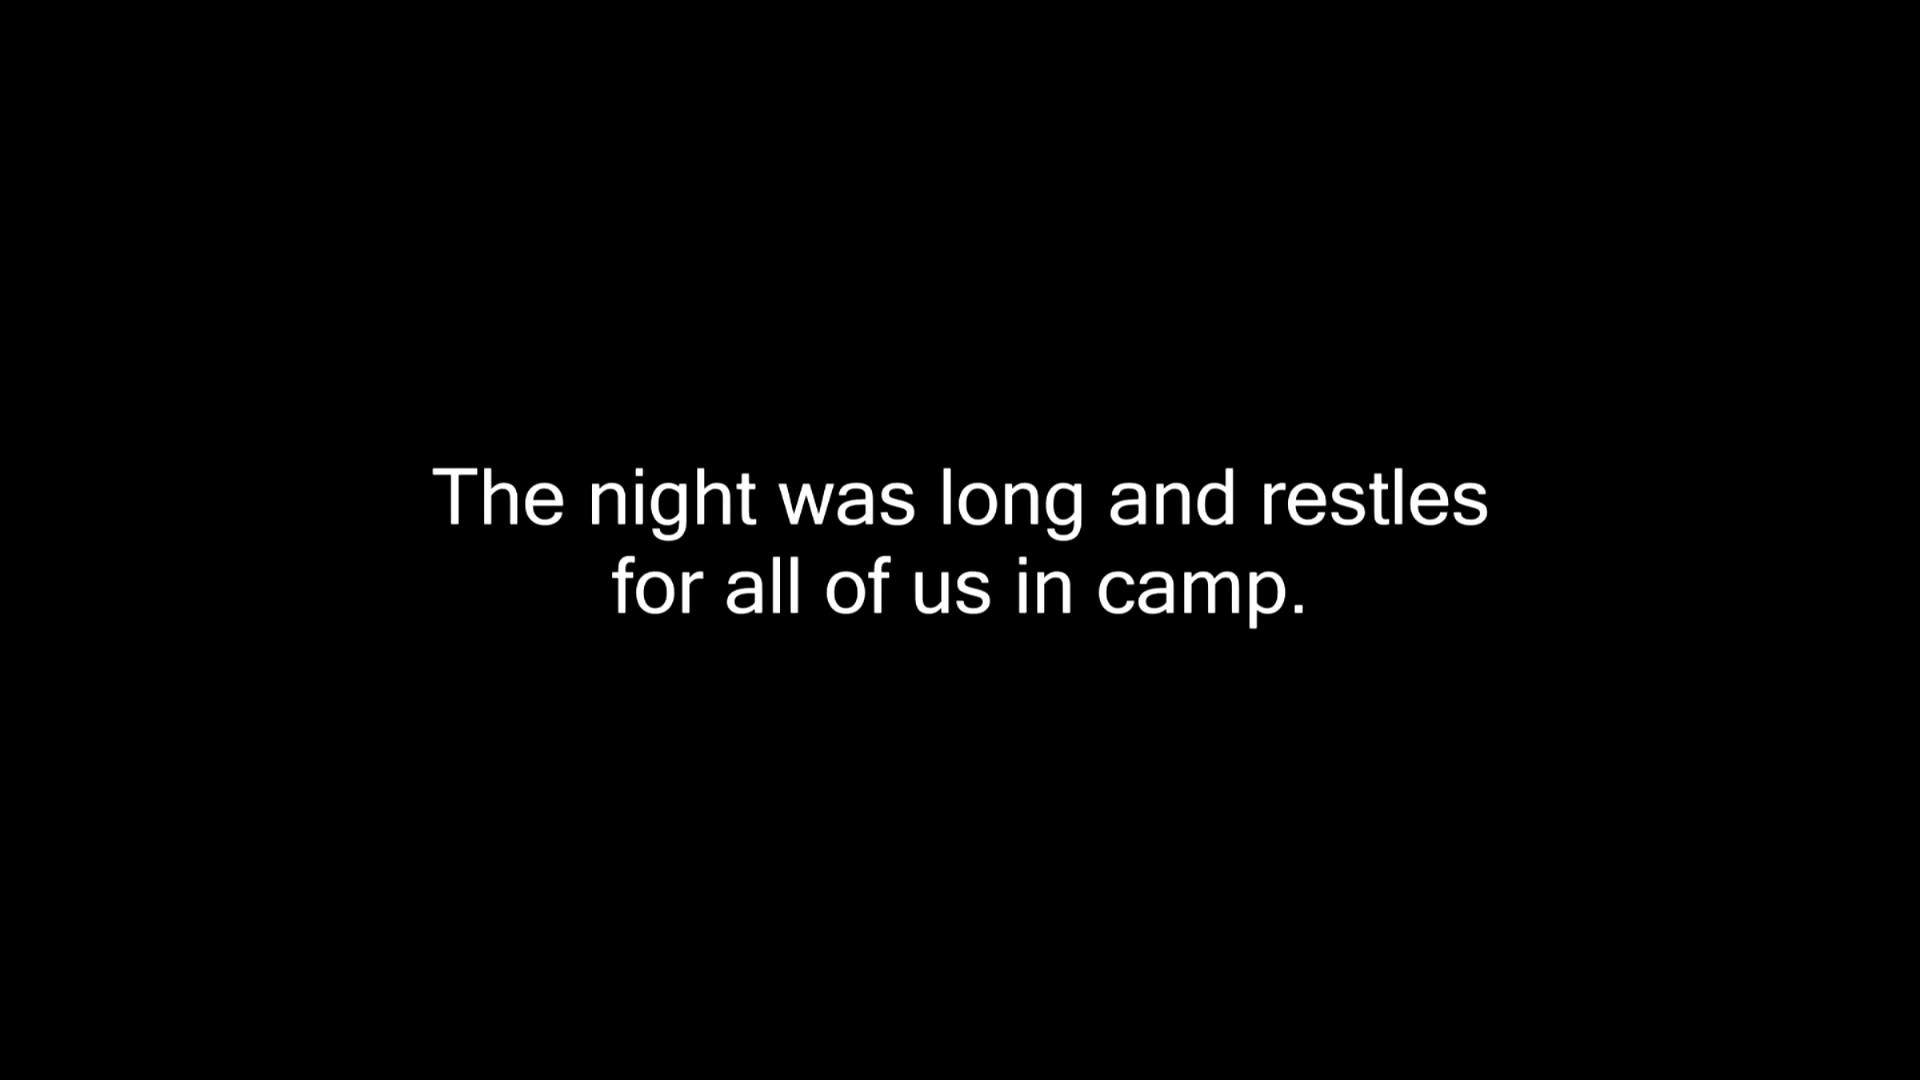 The night was long and restles
for all of us in camp.